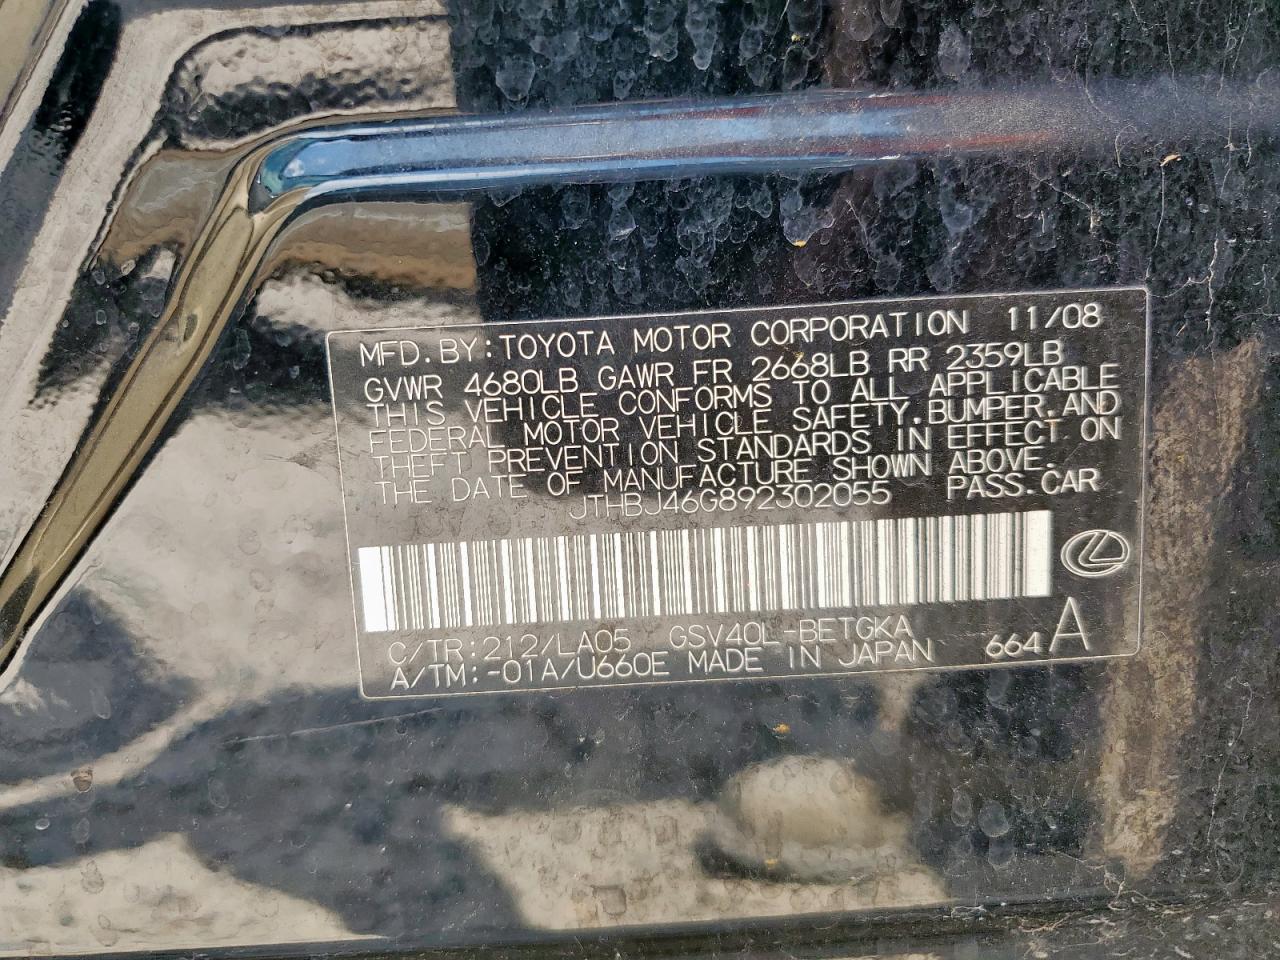 MFD.BY:TOYOTA MOTOR CORPORATION 11/08
GVWR 4680LB GAWR FR 2668LB RR 2359LB
THIS VEHICLE CONFORMS TO ALL APPLICABLE
FEDERAL MOTOR VEHICLE SAFETY,BUMPER,AND
THEFT PREVENTION STANDARDS IN EFFECT ON
THE DATE OF MANUFACTURE SHOWN ABOVE.
JTHBJ46G892302055 PASS.CAR
C/TR:212/LA05 GSV40L-BETGKA
A/TM:-01A/U660E MADE IN JAPAN 664A